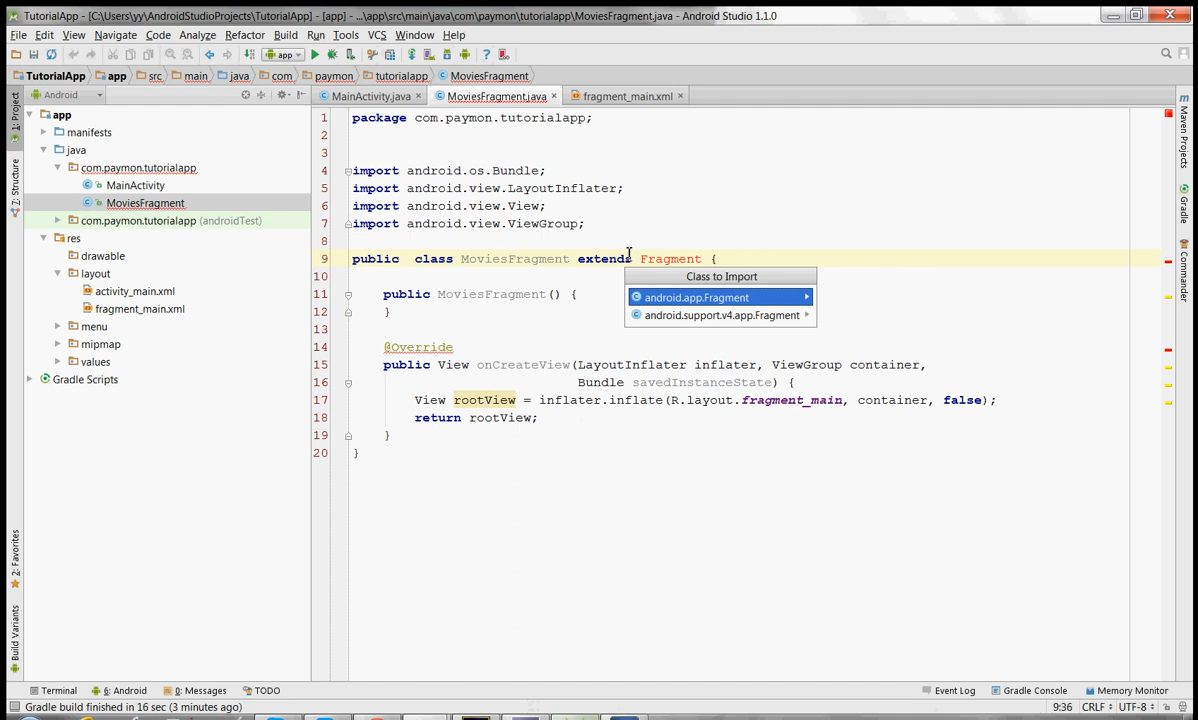 TutorialApp - [C:\Users\yy\AndroidStudioProjects\TutorialApp] - [app] - ...\app\src\main\java\com\paymon\tutorialapp\MoviesFragment.java - Android Studio 1.1.0
File Edit View Navigate Code Analyze Refactor Build Run Tools VCS Window Help
app
TutorialApp app src main java com paymon tutorialapp MoviesFragment
Android
MainActivity.java MoviesFragment.java fragment_main.xml
1: Project
7: Structure
2: Favorites
Build Variants
app
manifests
java
com.paymon.tutorialapp
MainActivity
MoviesFragment
com.paymon.tutorialapp (androidTest)
res
drawable
layout
activity_main.xml
fragment_main.xml
menu
mipmap
values
Gradle Scripts
1 package com.paymon.tutorialapp;
2
3
4 import android.os.Bundle;
5 import android.view.LayoutInflater;
6 import android.view.View;
7 import android.view.ViewGroup;
8
9 public  class MoviesFragment extends Fragment {
10
11     public MoviesFragment() {
12     }
13
14     @Override
15     public View onCreateView(LayoutInflater inflater, ViewGroup container,
16                              Bundle savedInstanceState) {
17         View rootView = inflater.inflate(R.layout.fragment_main, container, false);
18         return rootView;
19     }
20 }
Class to Import
android.app.Fragment
android.support.v4.app.Fragment
Maven Projects
Gradle
Commander
Terminal 6: Android 0: Messages TODO Event Log Gradle Console Memory Monitor
Gradle build finished in 16 sec (3 minutes ago) 9:36 CRLF UTF-8